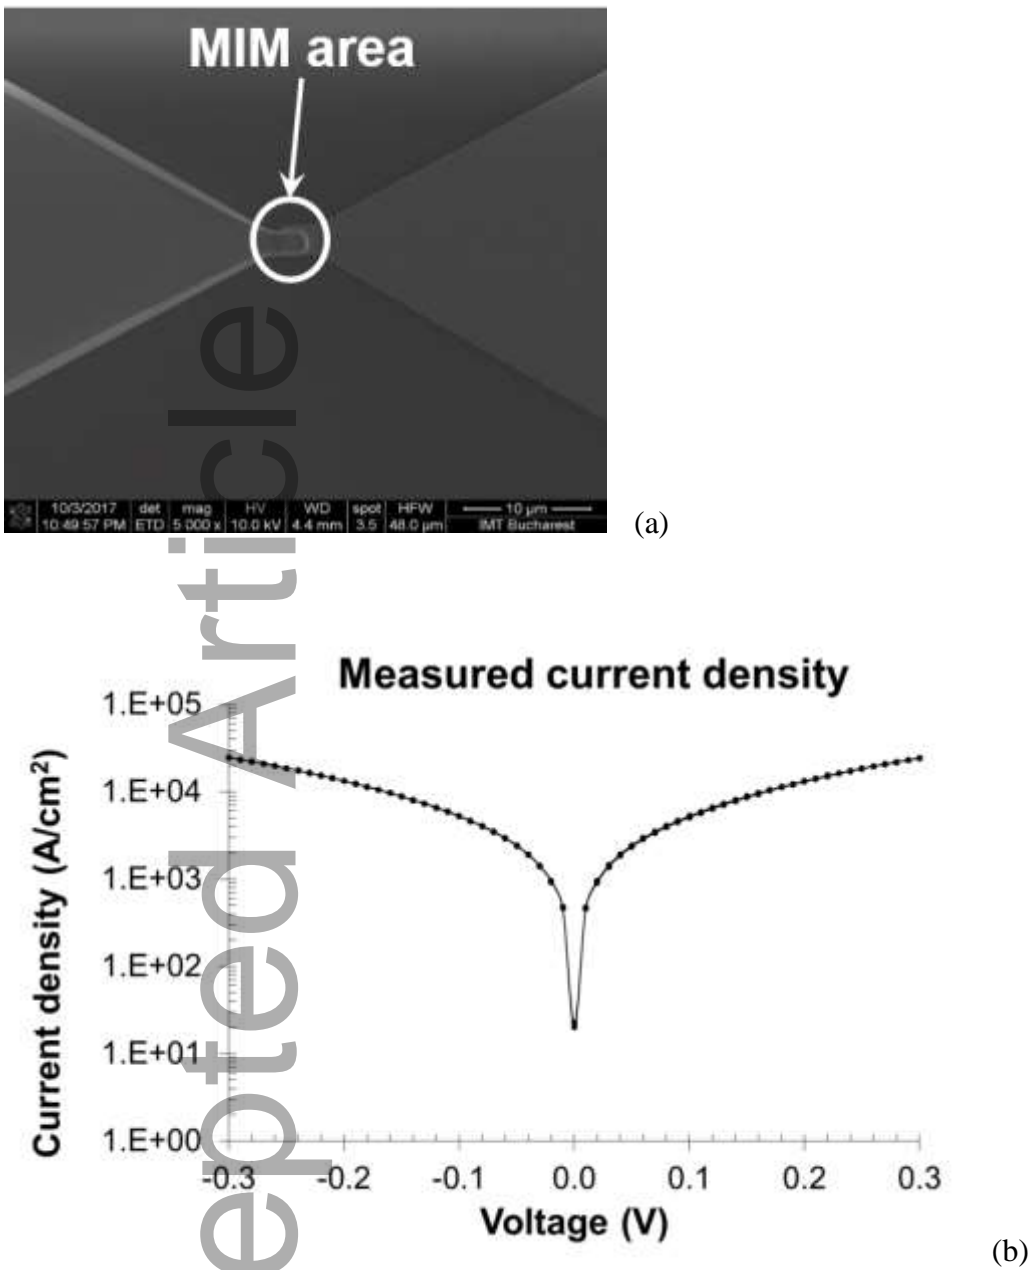 MIM area
10/3/2017 det mag HV WD spot HFW 10 µm
10:49:57 PM ETD 5 000 x 10.0 kV 4.4 mm 3.5 48.0 µm IMT Bucharest
(a)
epted Article
Measured current density
Current density (A/cm²)
1.E+05
1.E+04
1.E+03
1.E+02
1.E+01
1.E+00
-0.3 -0.2 -0.1 0.0 0.1 0.2 0.3
Voltage (V)
(b)